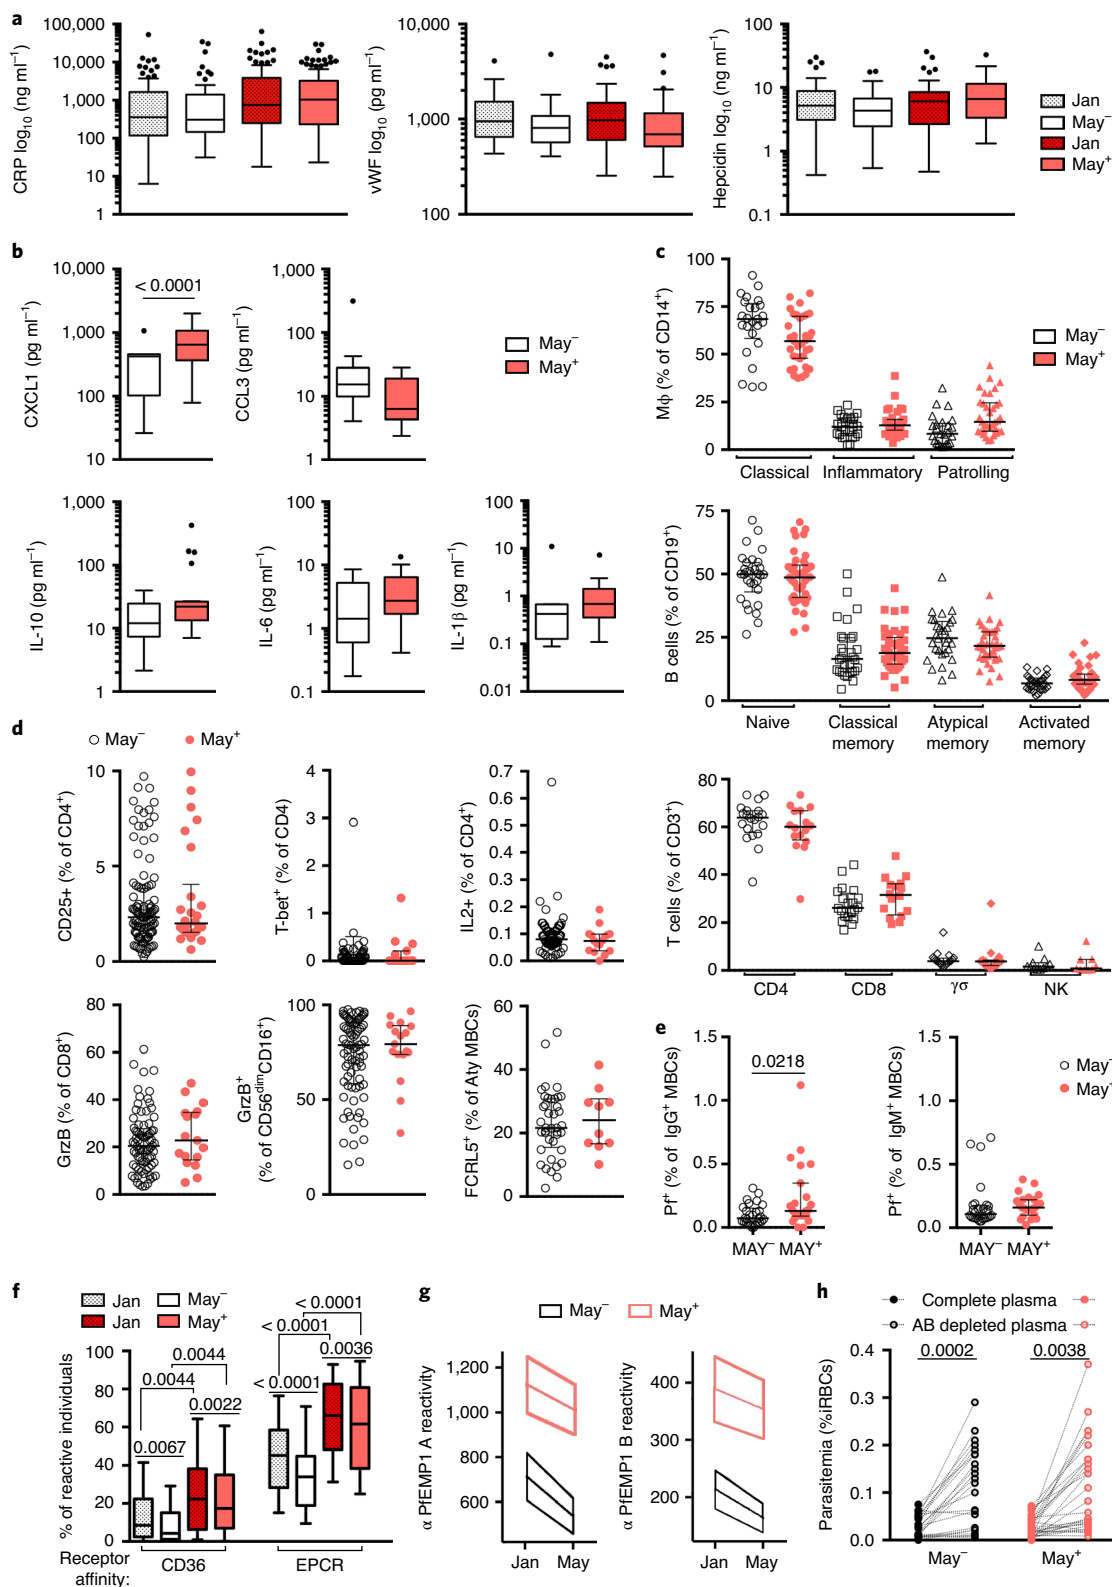 a
CRP log10 (ng ml−1)
100,000
10,000
1,000
100
10
1
vWF log10 (pg ml−1)
10,000
1,000
100
Hepcidin log10 (ng ml−1)
100
10
1
0.1
Jan
May−
Jan
May+
b
CXCL1 (pg ml−1)
10,000
1,000
100
10
< 0.0001
CCL3 (pg ml−1)
1,000
100
10
1
May−
May+
IL-10 (pg ml−1)
1,000
100
10
1
IL-6 (pg ml−1)
100
10
1
0.1
IL-1β (pg ml−1)
100
10
1
0.1
0.01
c
Mϕ (% of CD14+)
100
75
50
25
0
Classical Inflammatory Patrolling
May−
May+
B cells (% of CD19+)
75
50
25
0
Naive Classical memory Atypical memory Activated memory
T cells (% of CD3+)
80
60
40
20
0
CD4 CD8 γσ NK
d
May− May+
CD25+ (% of CD4+)
10
5
0
T-bet+ (% of CD4)
4
3
2
1
0
IL2+ (% of CD4+)
0.7
0.6
0.5
0.4
0.3
0.2
0.1
0.0
GrzB (% of CD8+)
80
60
40
20
0
GrzB+
(% of CD56dimCD16+)
100
50
0
FCRL5+ (% of Aty MBCs)
60
40
20
0
e
Pf+ (% of IgG+ MBCs)
1.5
1.0
0.5
0.0
0.0218
MAY− MAY+
Pf+ (% of IgM+ MBCs)
1.5
1.0
0.5
0.0
MAY− MAY+
May−
May+
f
Jan May−
Jan May+
% of reactive individuals
100
80
60
40
20
0
0.0067
0.0044
0.0044
0.0022
< 0.0001
< 0.0001
< 0.0001
0.0036
Receptor affinity:
CD36 EPCR
g
May− May+
α PfEMP1 A reactivity
1,200
1,000
800
600
Jan May
α PfEMP1 B reactivity
400
300
200
Jan May
h
Complete plasma
AB depleted plasma
0.0002 0.0038
Parasitemia (%iRBCs)
0.4
0.3
0.2
0.1
0
May− May+